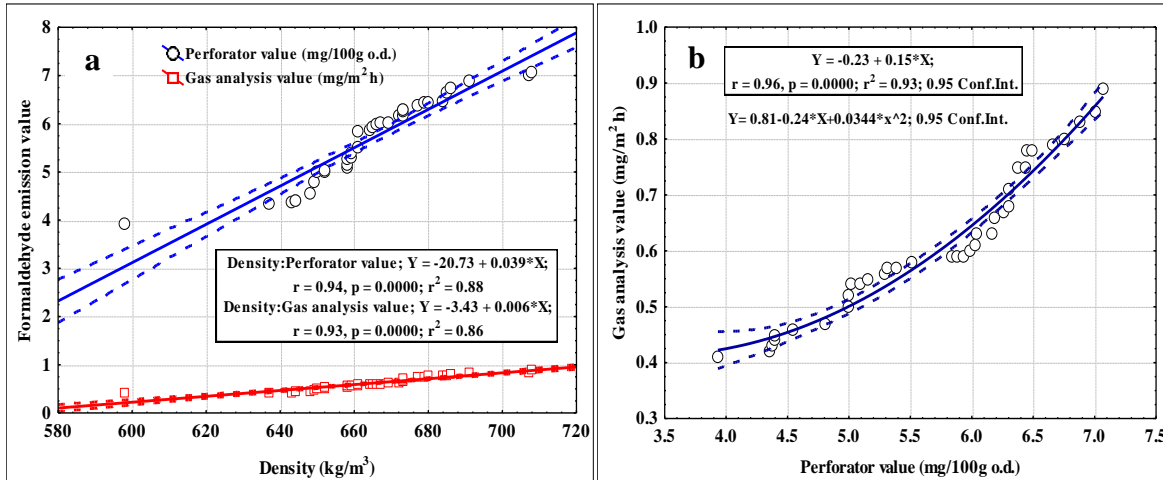 a
Perforator value (mg/100g o.d.)
Gas analysis value (mg/m² h)
Density:Perforator value; Y = -20.73 + 0.039*X;
r = 0.94, p = 0.0000; r² = 0.88
Density:Gas analysis value; Y = -3.43 + 0.006*X;
r = 0.93, p = 0.0000; r² = 0.86
Formaldehyde emission value
8
7
6
5
4
3
2
1
0
580 600 620 640 660 680 700 720
Density (kg/m³)
b
Y = -0.23 + 0.15*X;
r = 0.96, p = 0.0000; r² = 0.93; 0.95 Conf.Int.
Y= 0.81-0.24*X+0.0344*x^2; 0.95 Conf.Int.
Gas analysis value (mg/m² h)
1.0
0.9
0.8
0.7
0.6
0.5
0.4
0.3
3.5 4.0 4.5 5.0 5.5 6.0 6.5 7.0 7.5
Perforator value (mg/100g o.d.)